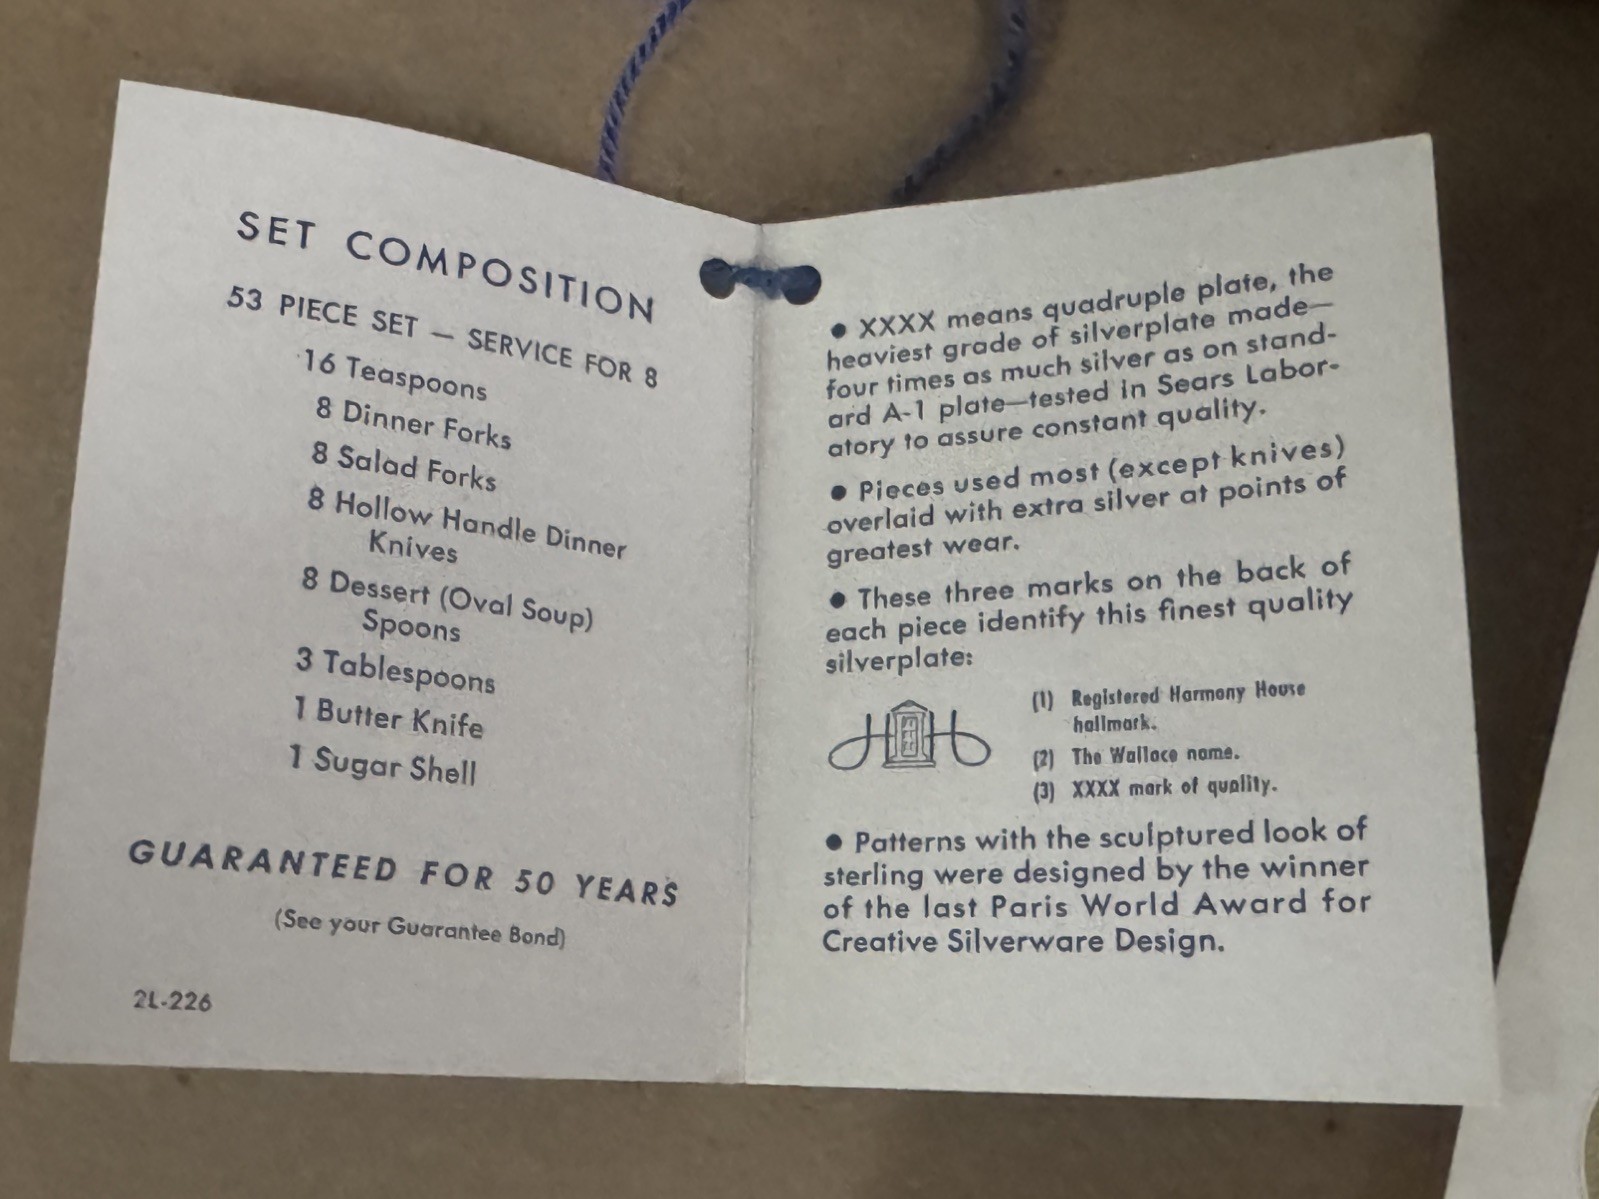 SET COMPOSITION
53 PIECE SET – SERVICE FOR 8
16 Teaspoons
8 Dinner Forks
8 Salad Forks
8 Hollow Handle Dinner
Knives
8 Dessert (Oval Soup)
Spoons
3 Tablespoons
1 Butter Knife
1 Sugar Shell
GUARANTEED FOR 50 YEARS
(See your Guarantee Bond)
2L-226
• XXXX means quadruple plate, the
heaviest grade of silverplate made—
four times as much silver as on stand-
ard A-1 plate—tested in Sears Labor-
atory to assure constant quality.
• Pieces used most (except knives)
overlaid with extra silver at points of
greatest wear.
• These three marks on the back of
each piece identify this finest quality
silverplate:
HH
(1) Registered Harmony House
hallmark.
(2) The Wallace name.
(3) XXXX mark of quality.
• Patterns with the sculptured look of
sterling were designed by the winner
of the last Paris World Award for
Creative Silverware Design.